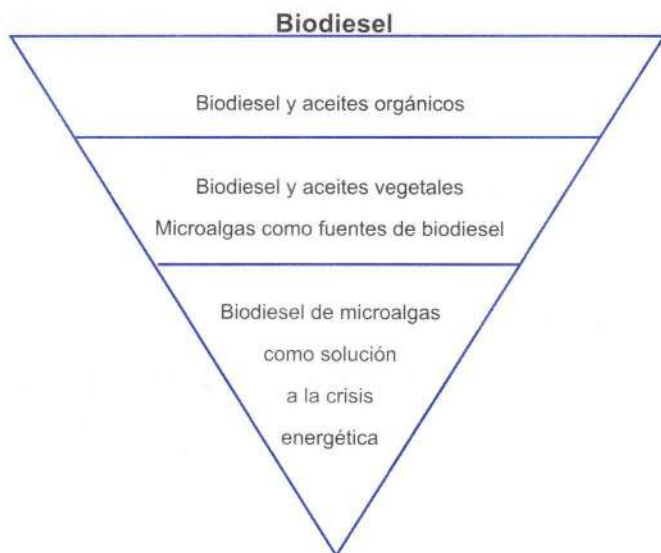 Biodiesel
Biodiesel y aceites orgánicos
Biodiesel y aceites vegetales
Microalgas como fuentes de biodiesel
Biodiesel de microalgas
como solución
a la crisis
energética